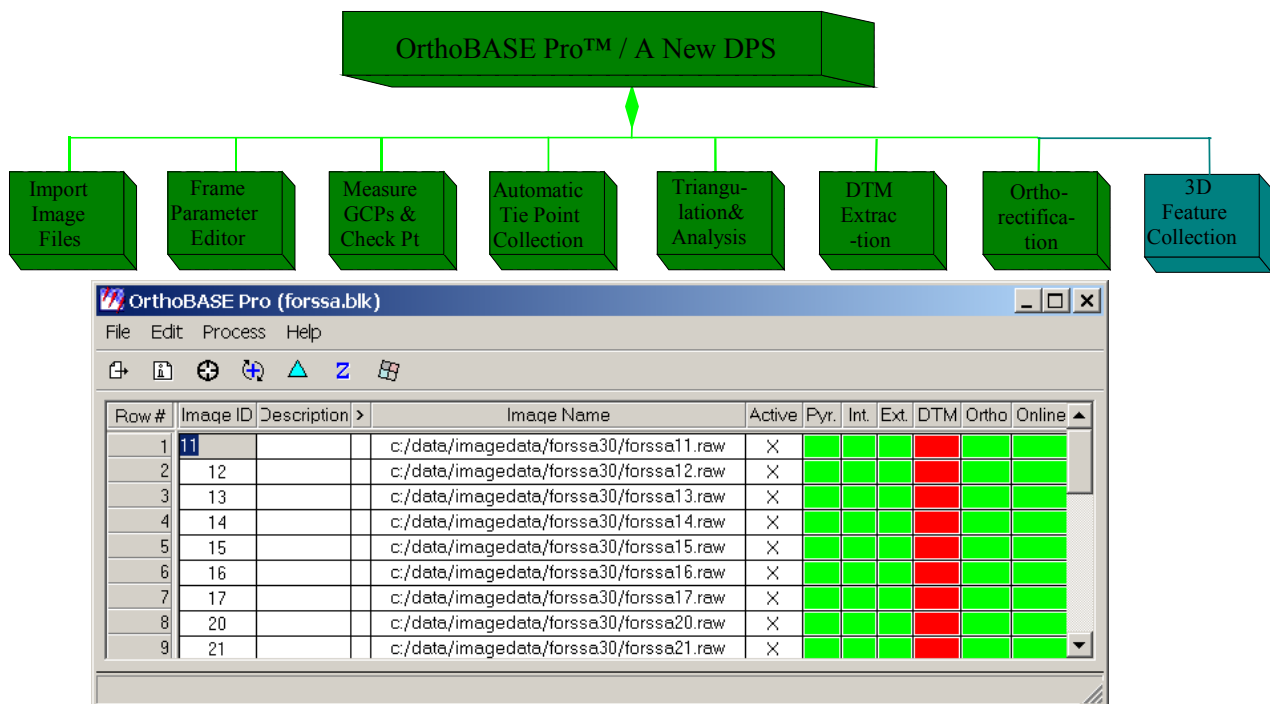 OrthoBASE Pro™ / A New DPS
Import
Image
Files
Frame
Parameter
Editor
Measure
GCPs &
Check Pt
Automatic
Tie Point
Collection
Triangu-
lation&
Analysis
DTM
Extrac
-tion
Ortho-
rectifica-
tion
3D
Feature
Collection
OrthoBASE Pro (forssa.blk)
File Edit Process Help
Row # Image ID Description > Image Name Active Pyr. Int. Ext. DTM Ortho Online
1 11 c:/data/imagedata/forssa30/forssa11.raw X
2 12 c:/data/imagedata/forssa30/forssa12.raw X
3 13 c:/data/imagedata/forssa30/forssa13.raw X
4 14 c:/data/imagedata/forssa30/forssa14.raw X
5 15 c:/data/imagedata/forssa30/forssa15.raw X
6 16 c:/data/imagedata/forssa30/forssa16.raw X
7 17 c:/data/imagedata/forssa30/forssa17.raw X
8 20 c:/data/imagedata/forssa30/forssa20.raw X
9 21 c:/data/imagedata/forssa30/forssa21.raw X